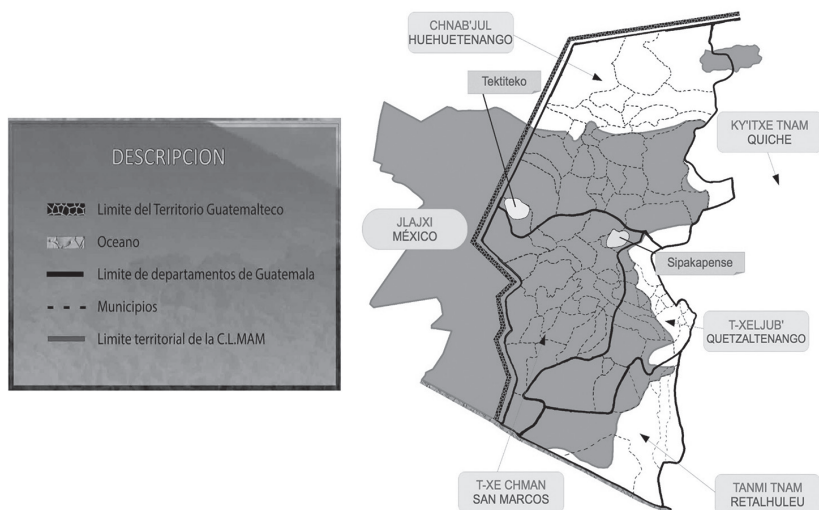 DESCRIPCION
Limite del Territorio Guatemalteco
Oceano
Limite de departamentos de Guatemala
Municipios
Limite territorial de la C.L.MAM
CHNAB'JUL
HUEHUETENANGO
Tektiteko
KY'ITXE TNAM
QUICHE
JLAJXI
MÉXICO
Sipakapense
T-XELJUB'
QUETZALTENANGO
T-XE CHMAN
SAN MARCOS
TANMI TNAM
RETALHULEU